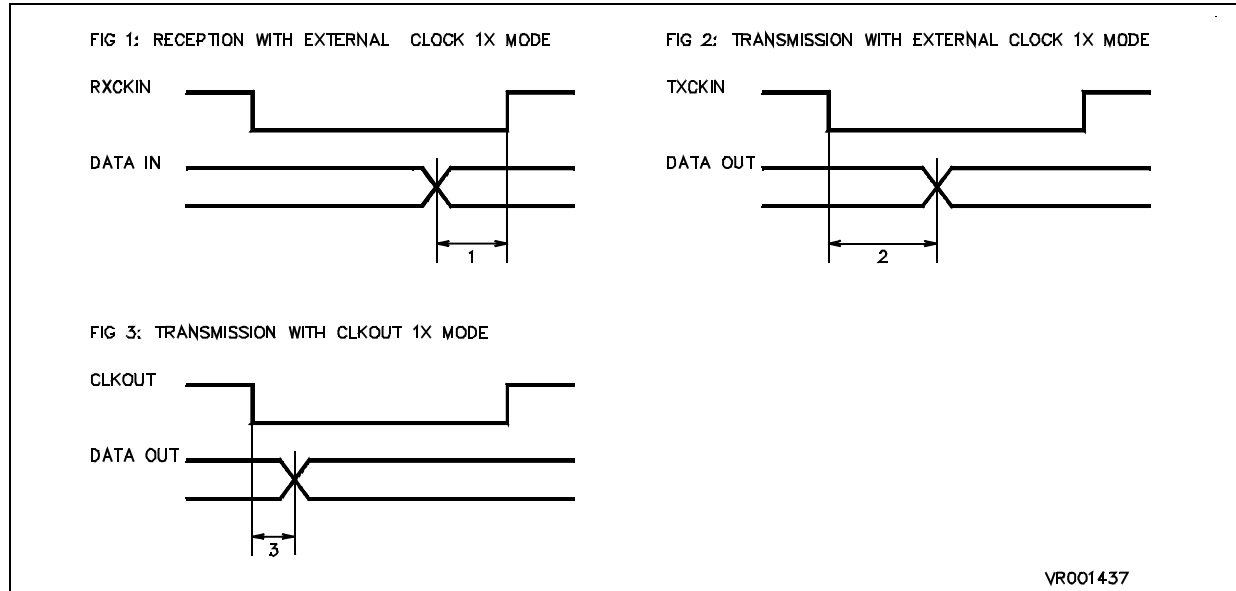 FIG 1: RECEPTION WITH EXTERNAL CLOCK 1X MODE
RXCKIN
DATA IN
1
FIG 2: TRANSMISSION WITH EXTERNAL CLOCK 1X MODE
TXCKIN
DATA OUT
2
FIG 3: TRANSMISSION WITH CLKOUT 1X MODE
CLKOUT
DATA OUT
3
VR001437